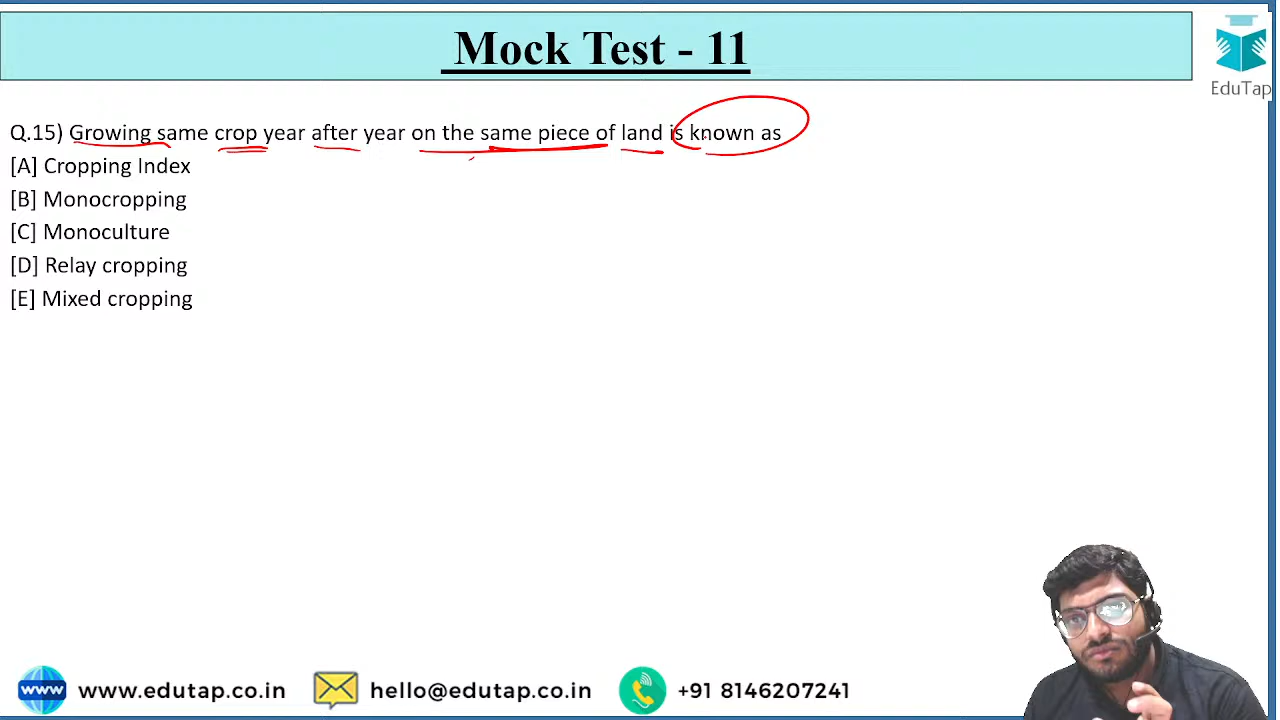 Mock Test - 11
EduTap
Q.15) Growing same crop year after year on the same piece of land is known as
[A] Cropping Index
[B] Monocropping
[C] Monoculture
[D] Relay cropping
[E] Mixed cropping
www
www.edutap.co.in
hello@edutap.co.in
+91 8146207241